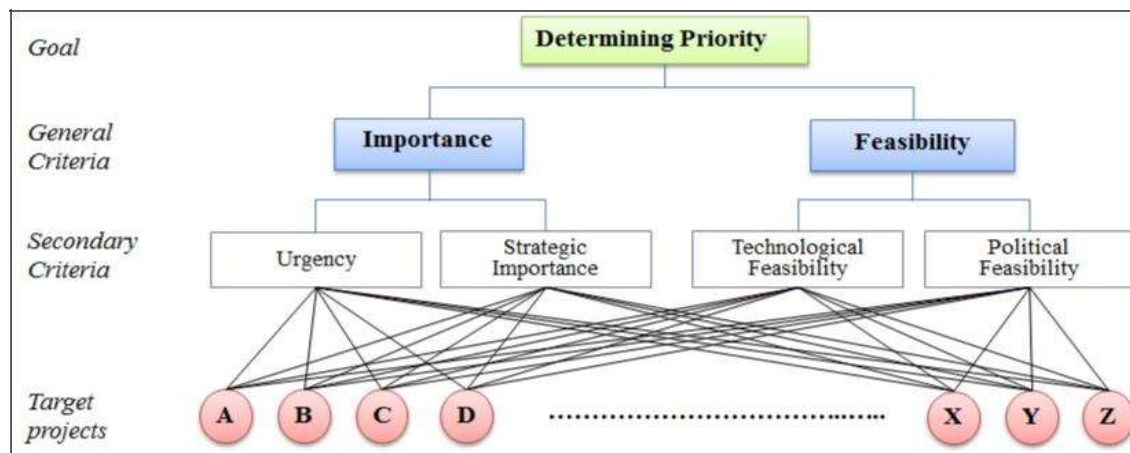 Goal
Determining Priority
General
Criteria
Importance
Feasibility
Secondary
Criteria
Urgency
Strategic
Importance
Technological
Feasibility
Political
Feasibility
Target
projects
A B C D ………………………………… X Y Z